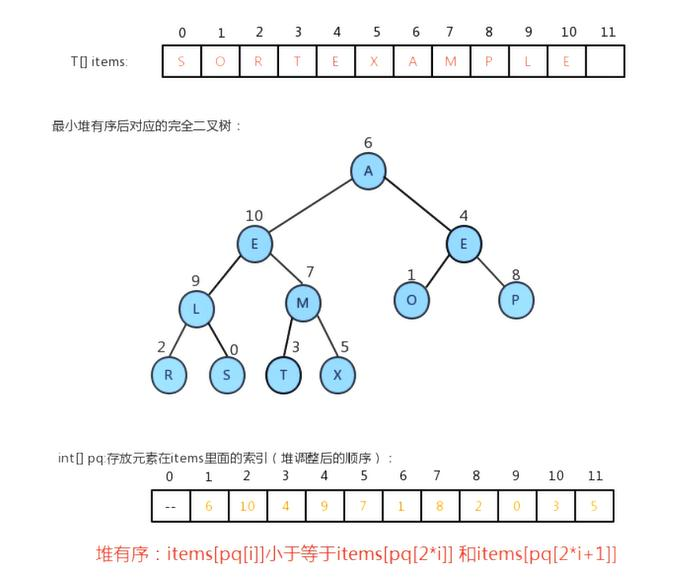 0 1 2 3 4 5 6 7 8 9 10 11
T[] items: S O R T E X A M P L E
最小堆有序后对应的完全二叉树：
6
A
10 4
E E
9 7 1 8
L M O P
2 0 3 5
R S T X
int[] pq:存放元素在items里面的索引（堆调整后的顺序）：
0 1 2 3 4 5 6 7 8 9 10 11
-- 6 10 4 9 7 1 8 2 0 3 5
堆有序：items[pq[i]]小于等于items[pq[2*i]] 和items[pq[2*i+1]]